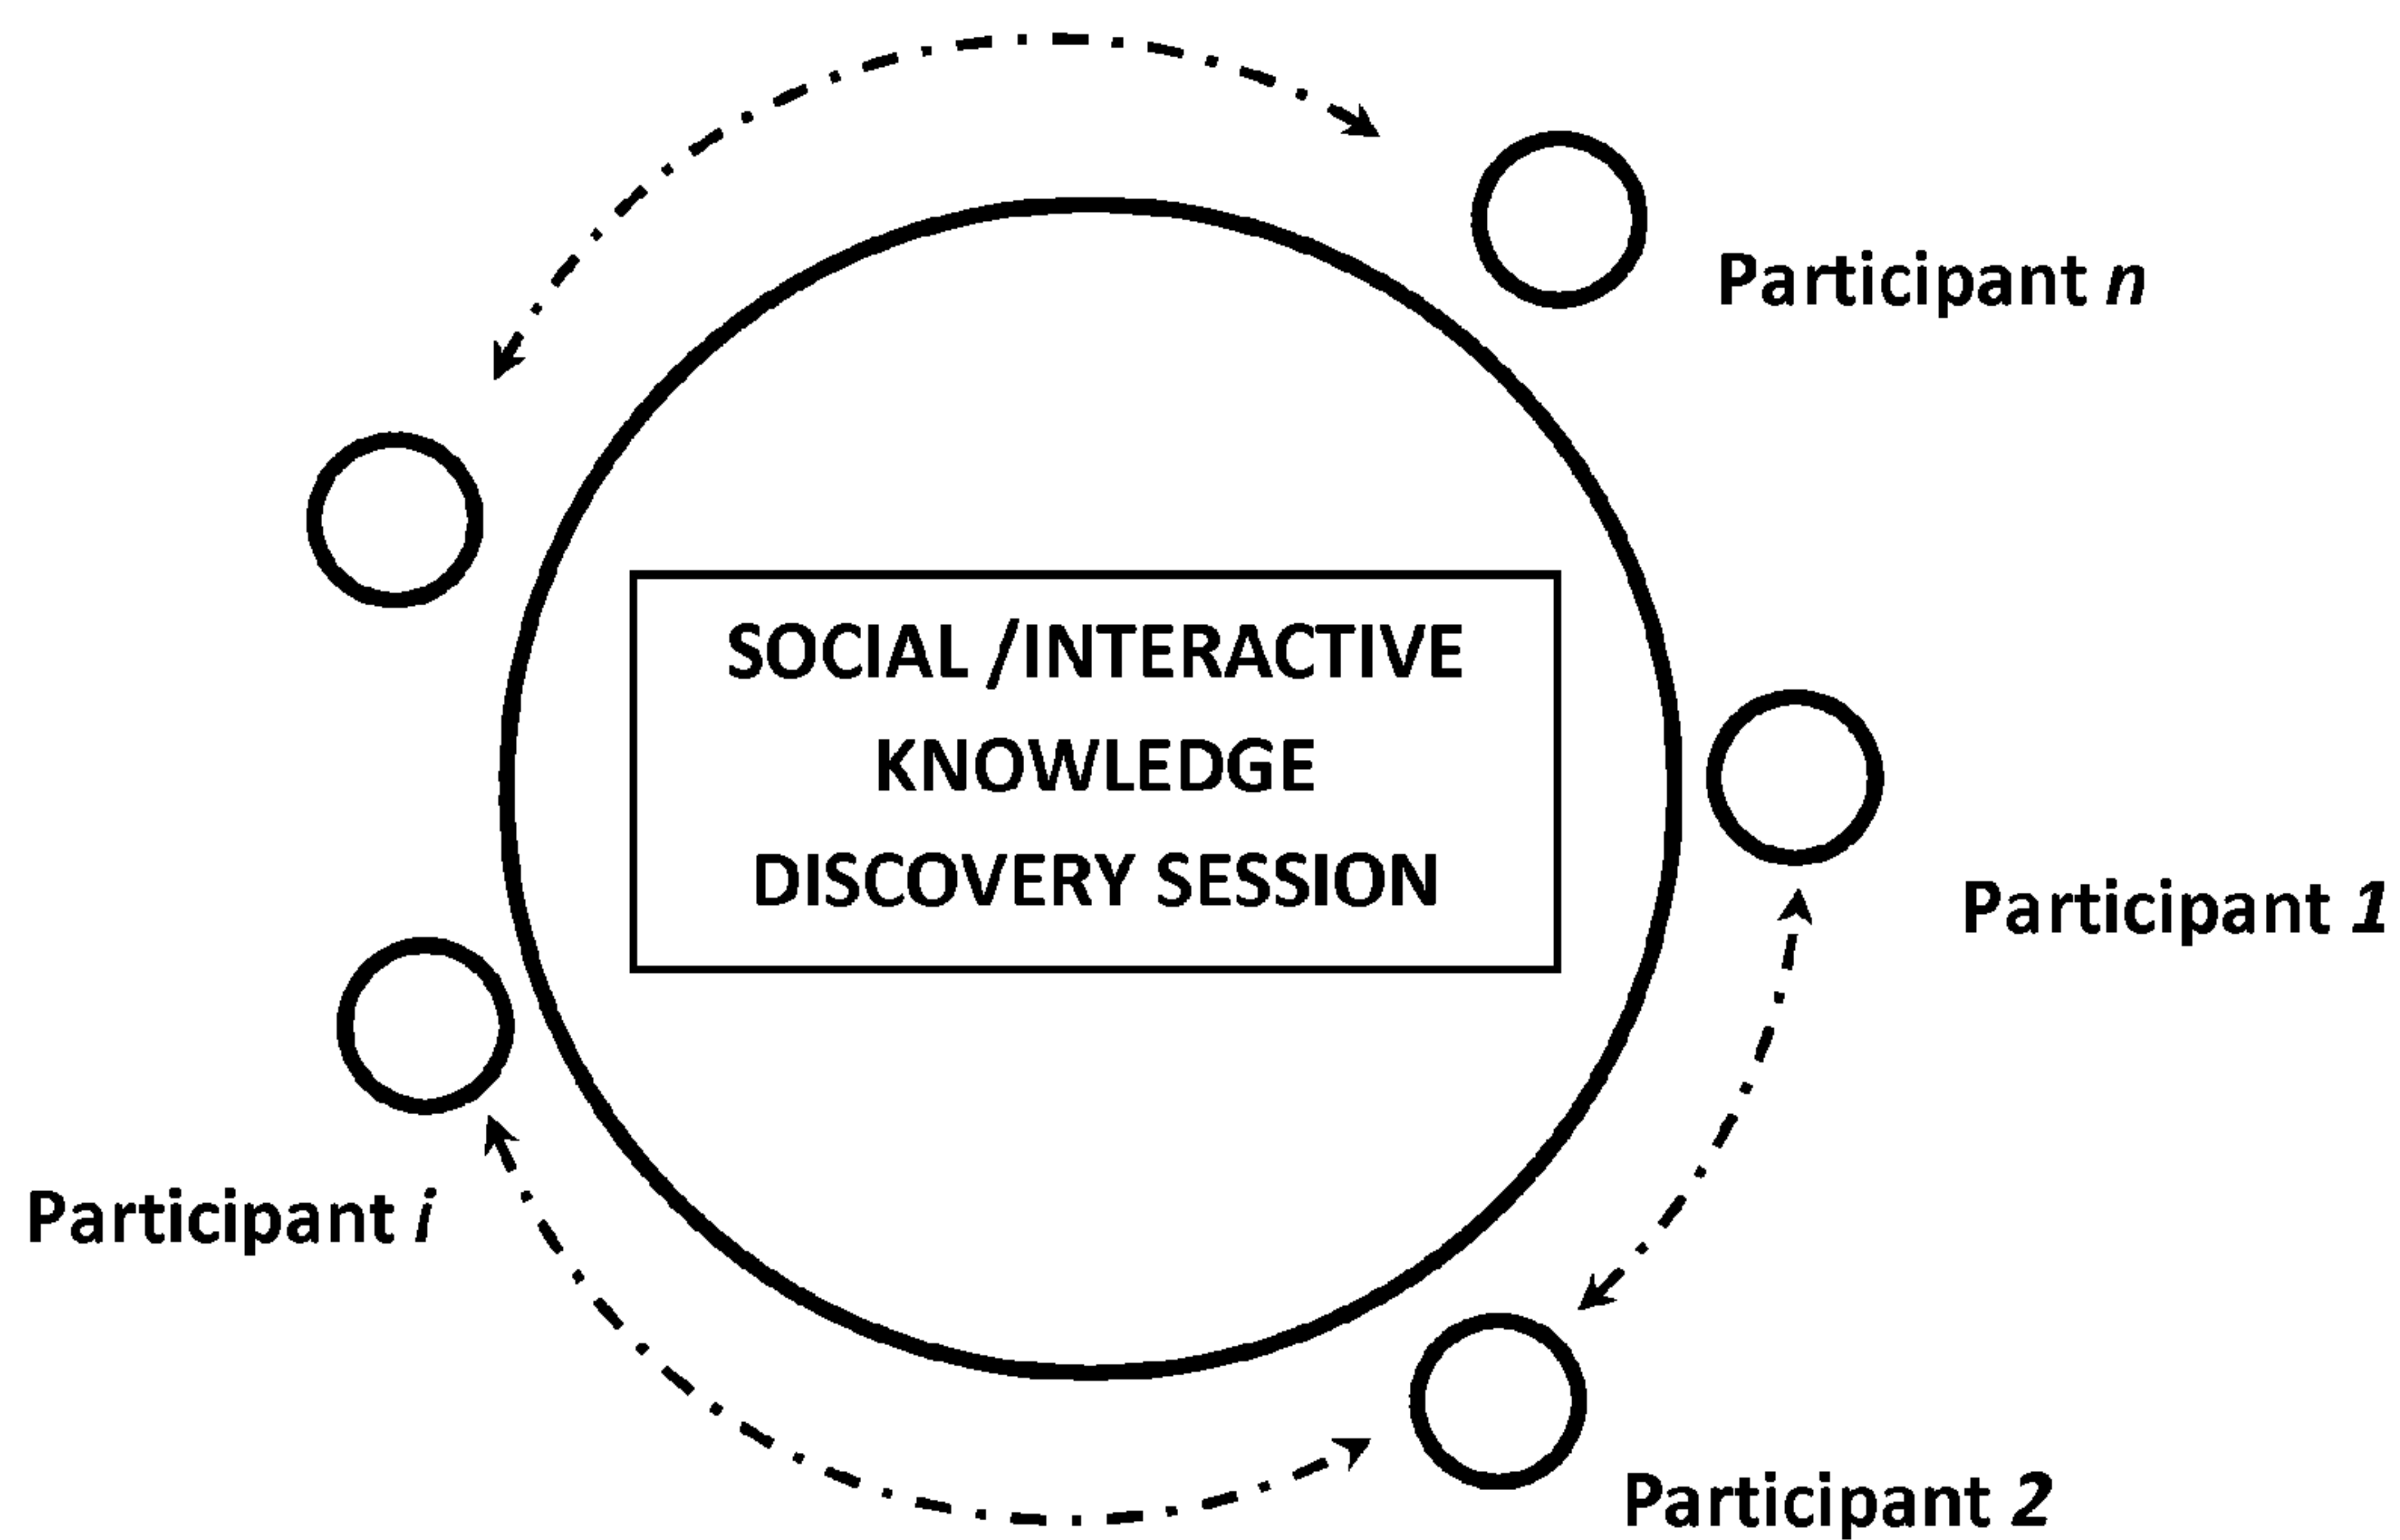 Participant n
SOCIAL /INTERACTIVE
KNOWLEDGE
DISCOVERY SESSION
Participant 1
Participant i
Participant 2